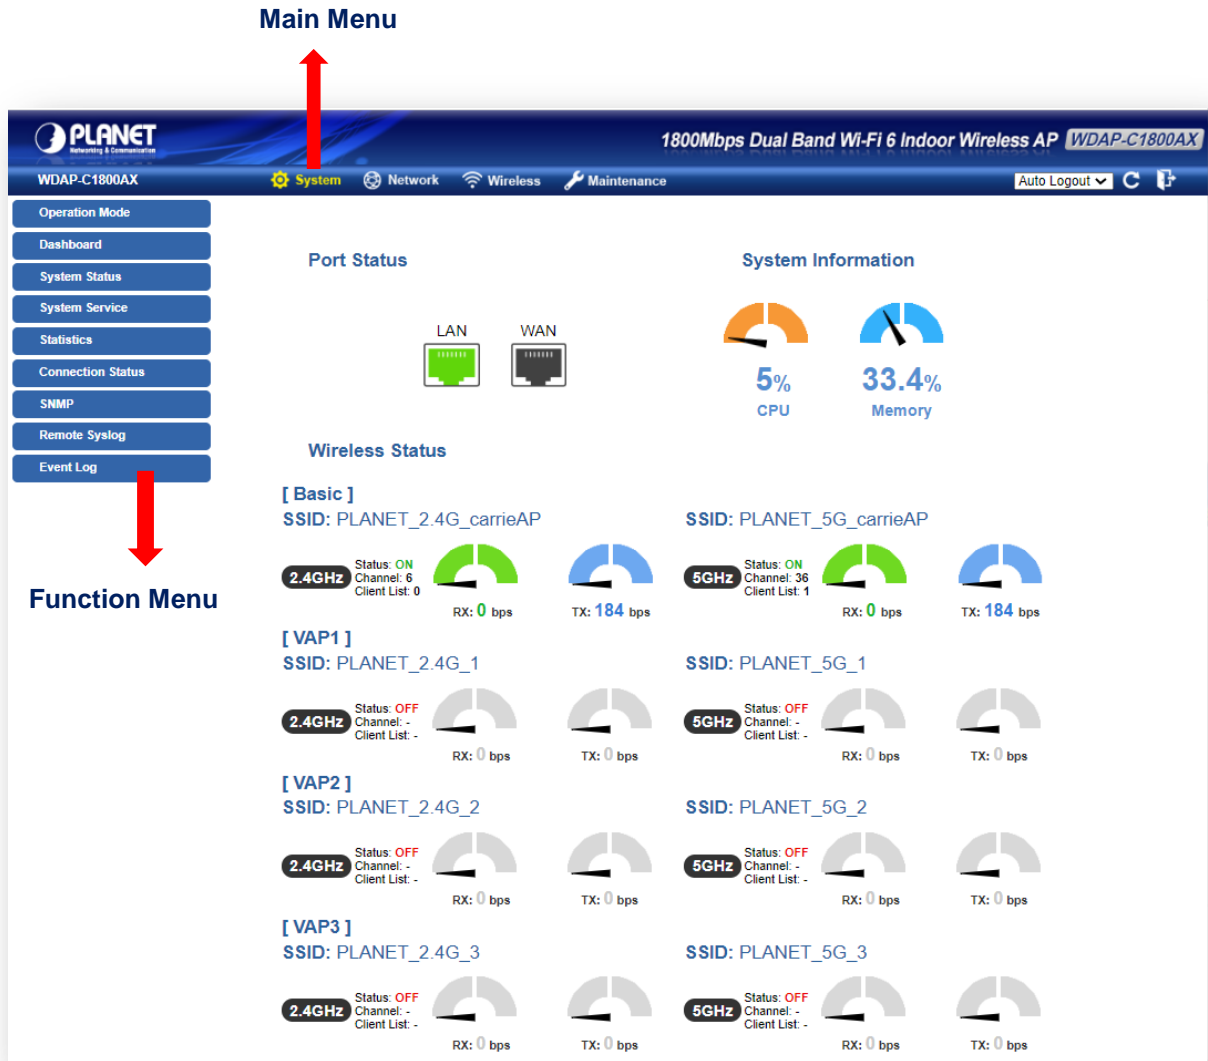 Main Menu
PLANET
Networking & Communication
1800Mbps Dual Band Wi-Fi 6 Indoor Wireless AP WDAP-C1800AX
WDAP-C1800AX System Network Wireless Maintenance Auto Logout
Operation Mode
Dashboard
System Status
System Service
Statistics
Connection Status
SNMP
Remote Syslog
Event Log
Function Menu
Port Status
LAN WAN
System Information
5% 33.4%
CPU Memory
Wireless Status
[ Basic ]
SSID: PLANET_2.4G_carrieAP
2.4GHz
Status: ON
Channel: 6
Client List: 0
RX: 0 bps TX: 184 bps
SSID: PLANET_5G_carrieAP
5GHz
Status: ON
Channel: 36
Client List: 1
RX: 0 bps TX: 184 bps
[ VAP1 ]
SSID: PLANET_2.4G_1
2.4GHz
Status: OFF
Channel: -
Client List: -
RX: 0 bps TX: 0 bps
SSID: PLANET_5G_1
5GHz
Status: OFF
Channel: -
Client List: -
RX: 0 bps TX: 0 bps
[ VAP2 ]
SSID: PLANET_2.4G_2
2.4GHz
Status: OFF
Channel: -
Client List: -
RX: 0 bps TX: 0 bps
SSID: PLANET_5G_2
5GHz
Status: OFF
Channel: -
Client List: -
RX: 0 bps TX: 0 bps
[ VAP3 ]
SSID: PLANET_2.4G_3
2.4GHz
Status: OFF
Channel: -
Client List: -
RX: 0 bps TX: 0 bps
SSID: PLANET_5G_3
5GHz
Status: OFF
Channel: -
Client List: -
RX: 0 bps TX: 0 bps